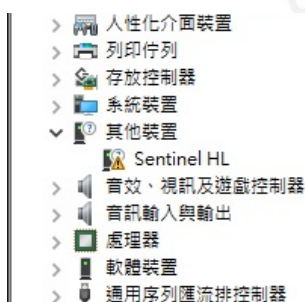 人性化介面裝置
列印佇列
存放控制器
系統裝置
其他裝置
Sentinel HL
音效、視訊及遊戲控制器
音訊輸入與輸出
處理器
軟體裝置
通用序列匯流排控制器